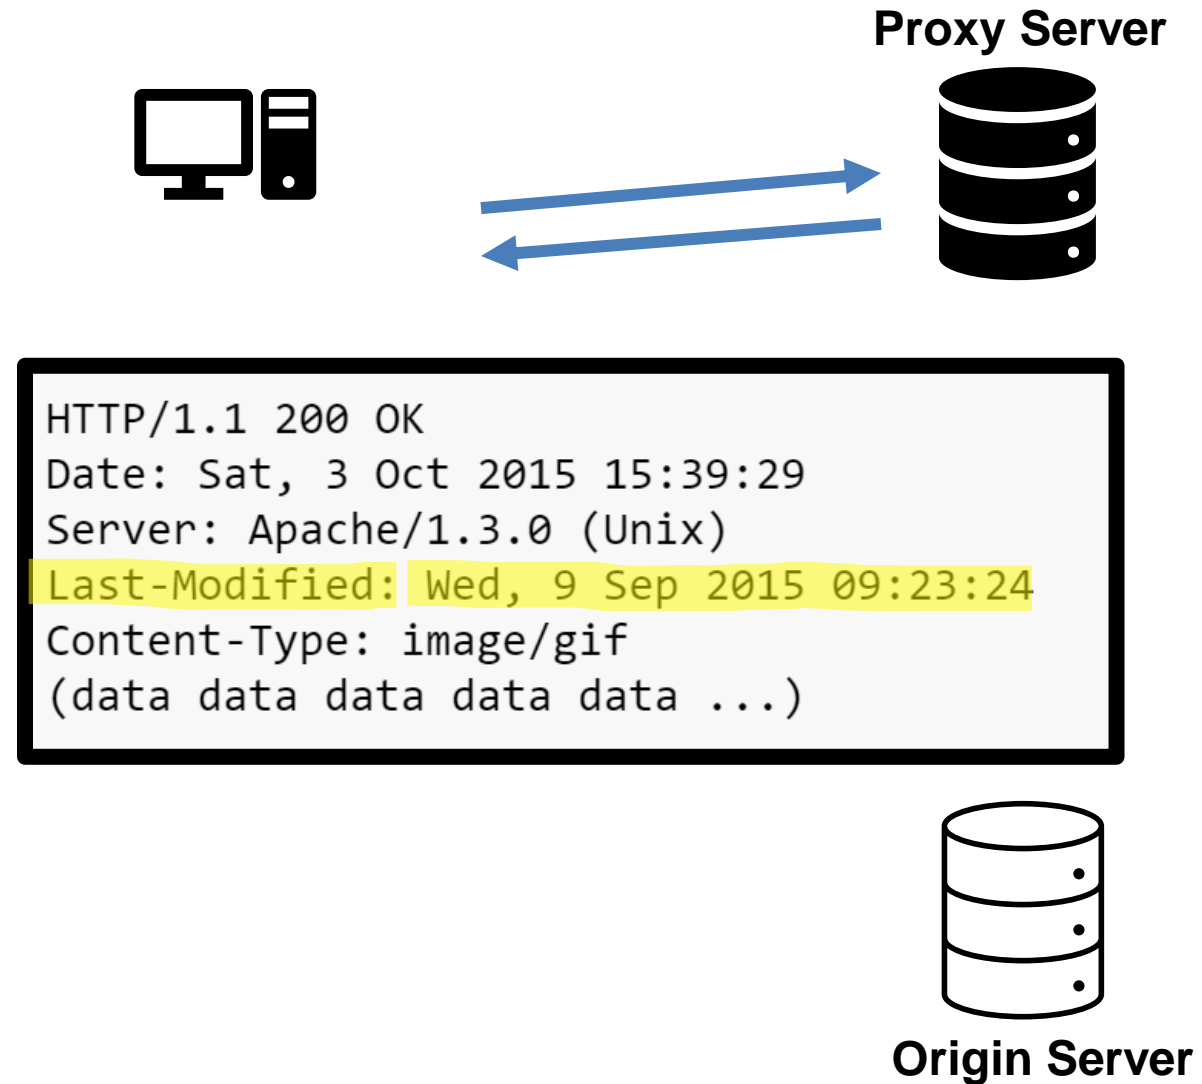 Proxy Server
HTTP/1.1 200 OK
Date: Sat, 3 Oct 2015 15:39:29
Server: Apache/1.3.0 (Unix)
Last-Modified: Wed, 9 Sep 2015 09:23:24
Content-Type: image/gif
(data data data data data ...)
Origin Server